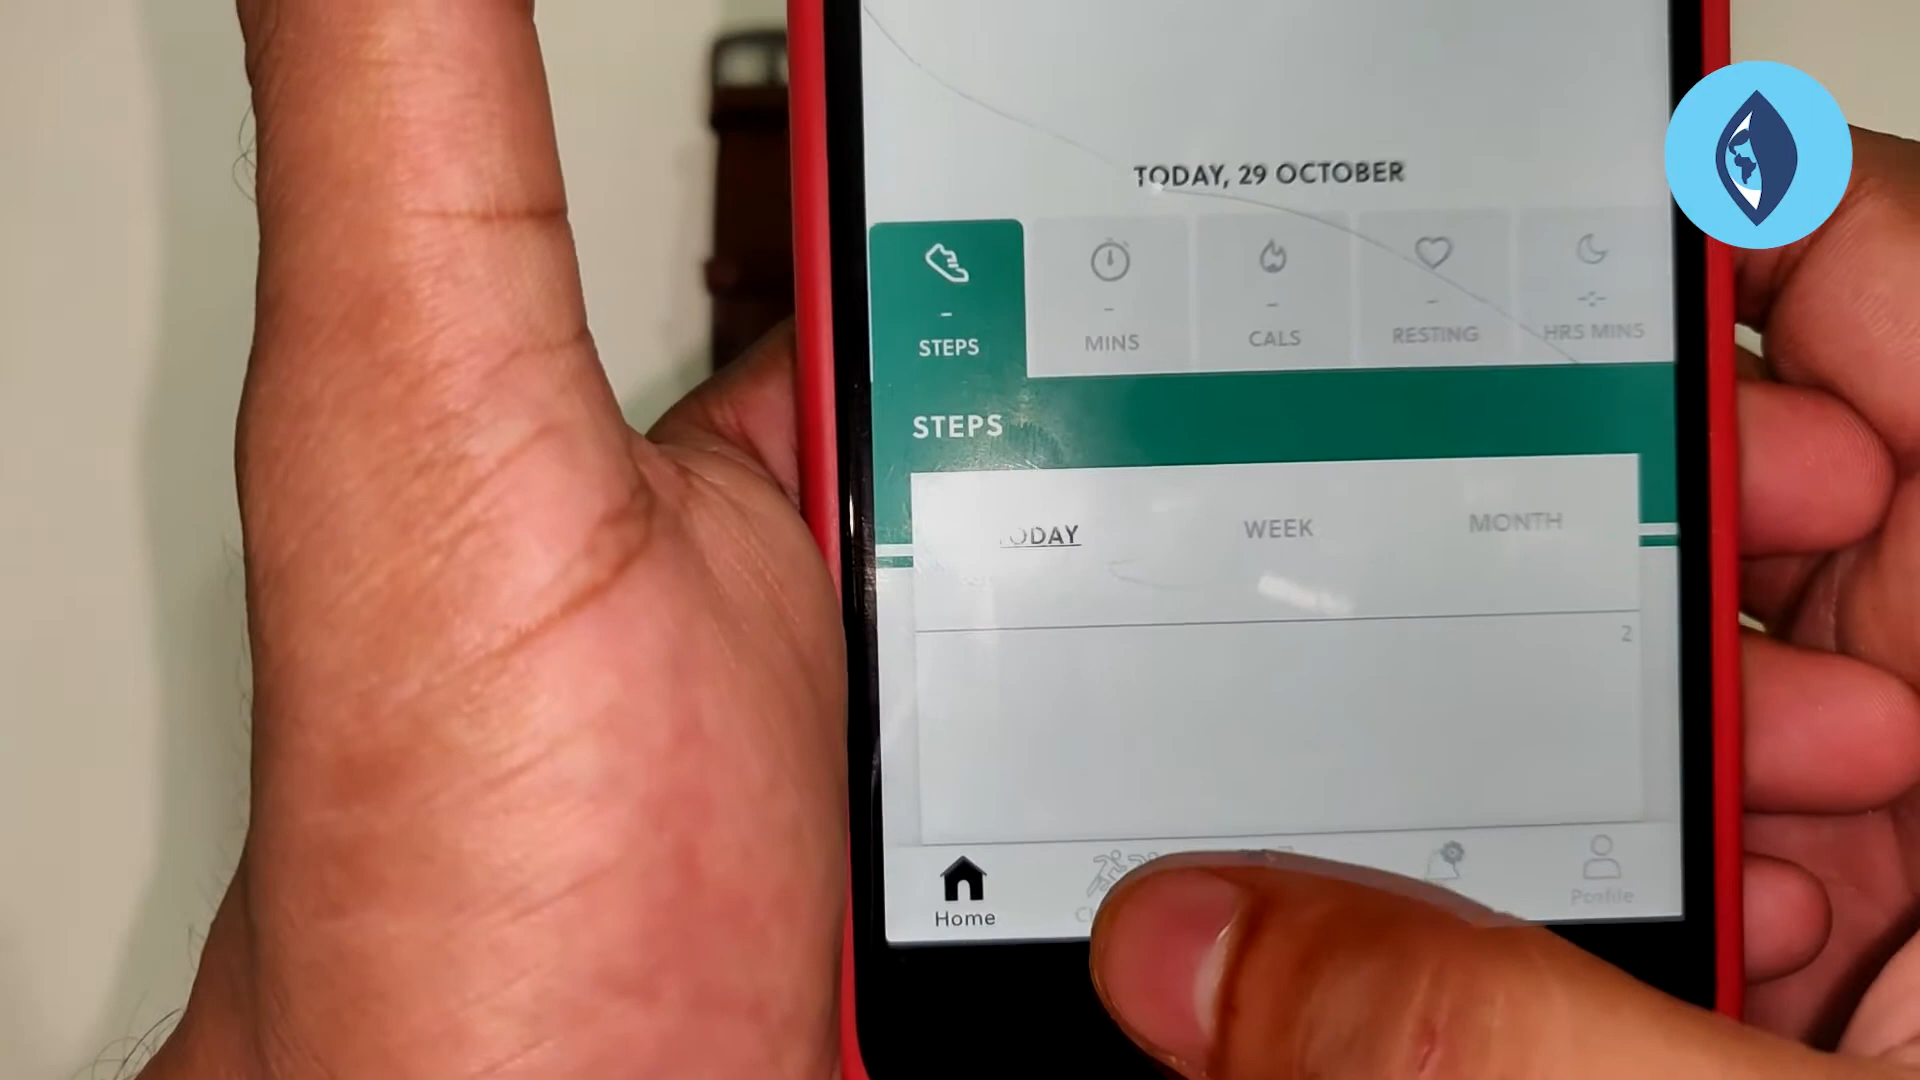 TODAY, 29 OCTOBER
-
STEPS
-
MINS
-
CALS
-
RESTING
-:-
HRS MINS
STEPS
TODAY
WEEK
MONTH
2
Home
Profile